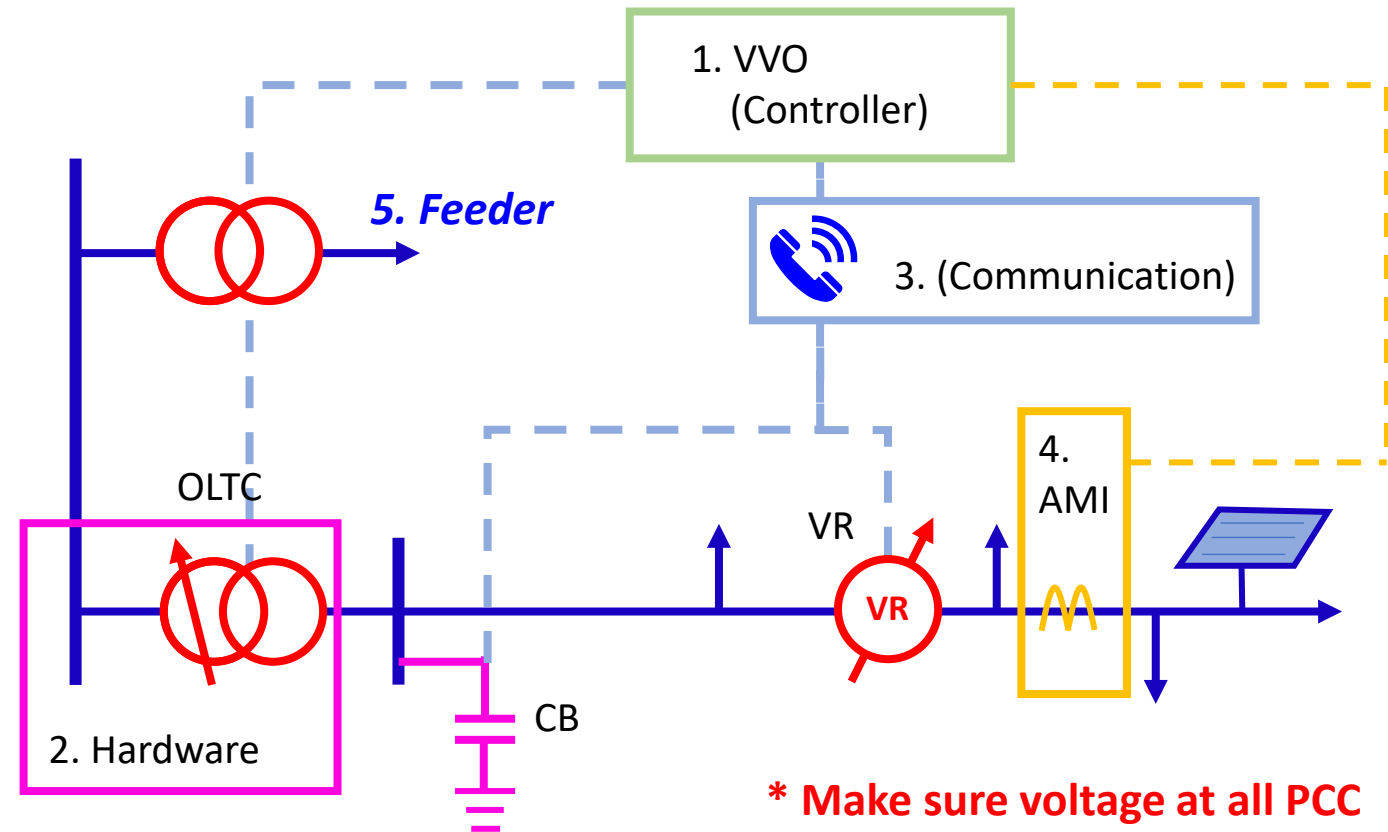 1. VVO
(Controller)
5. Feeder
3. (Communication)
OLTC
4.
AMI
VR
VR
2. Hardware
CB
* Make sure voltage at all PCC